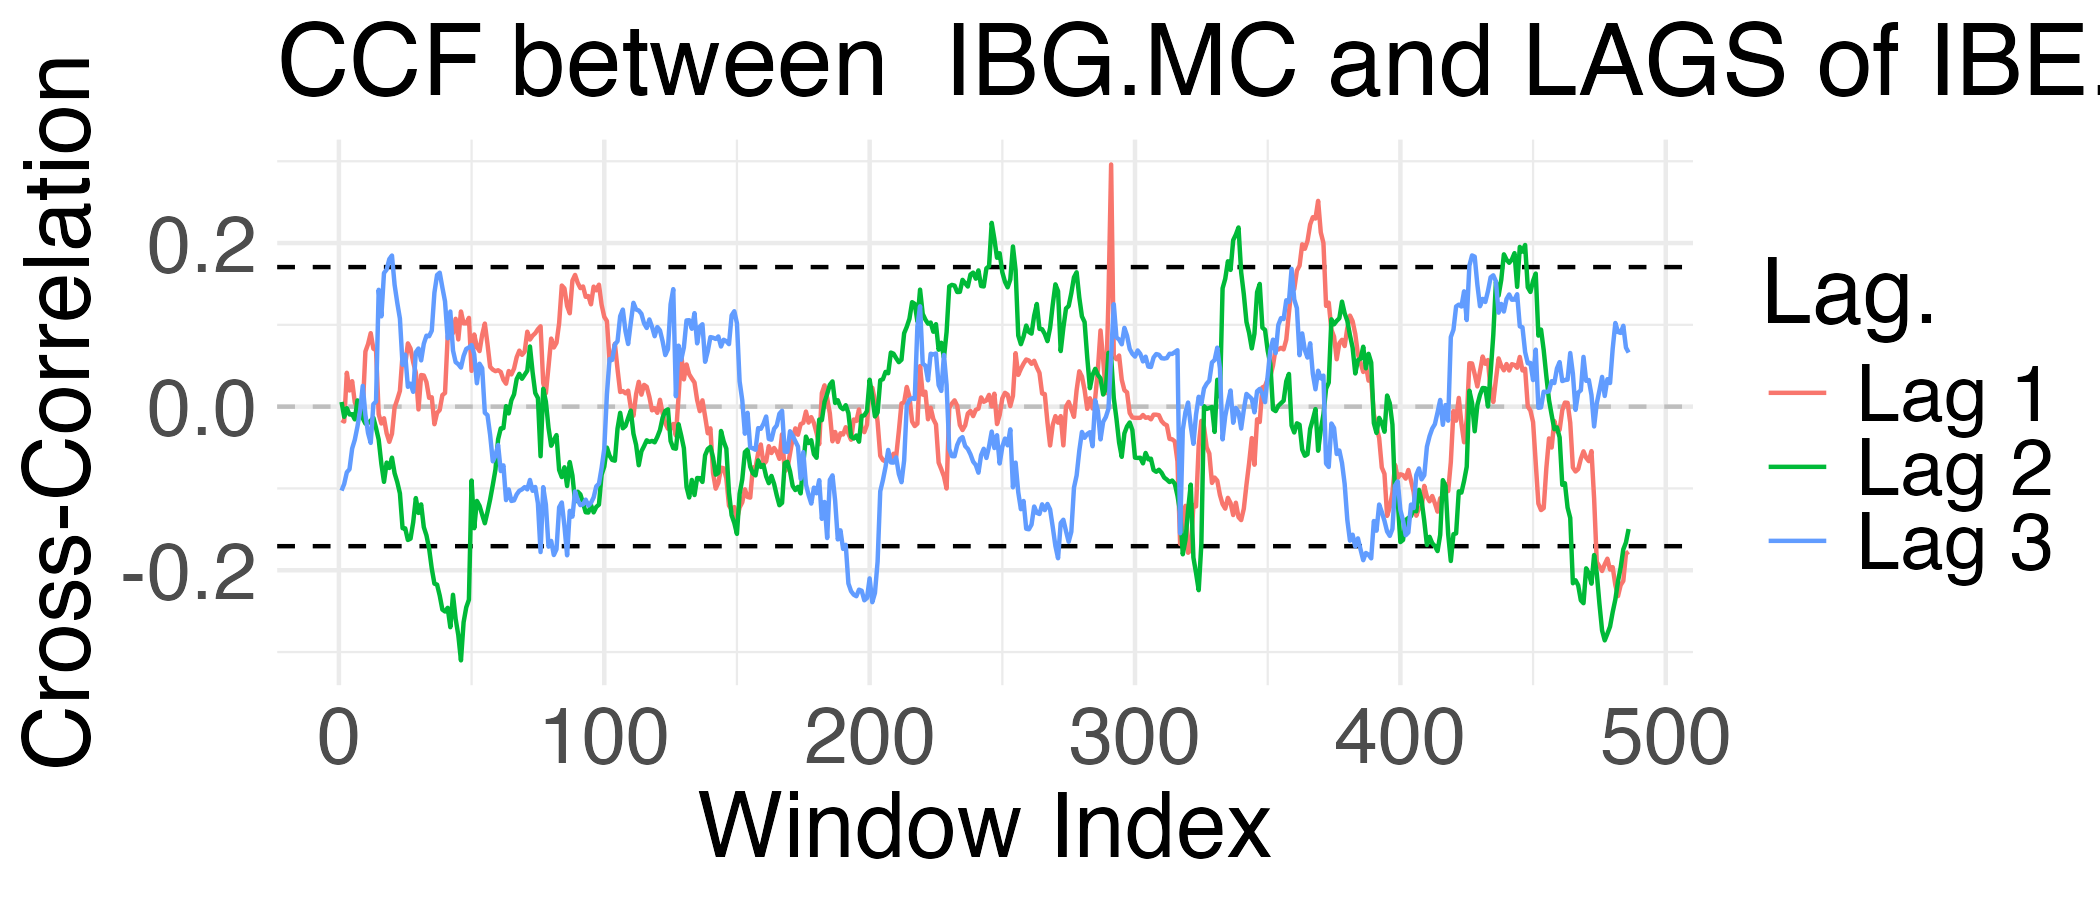 CCF between  IBG.MC and LAGS of IBE.
Cross-Correlation
0.2
0.0
-0.2
0 100 200 300 400 500
Window Index
Lag.
Lag 1
Lag 2
Lag 3